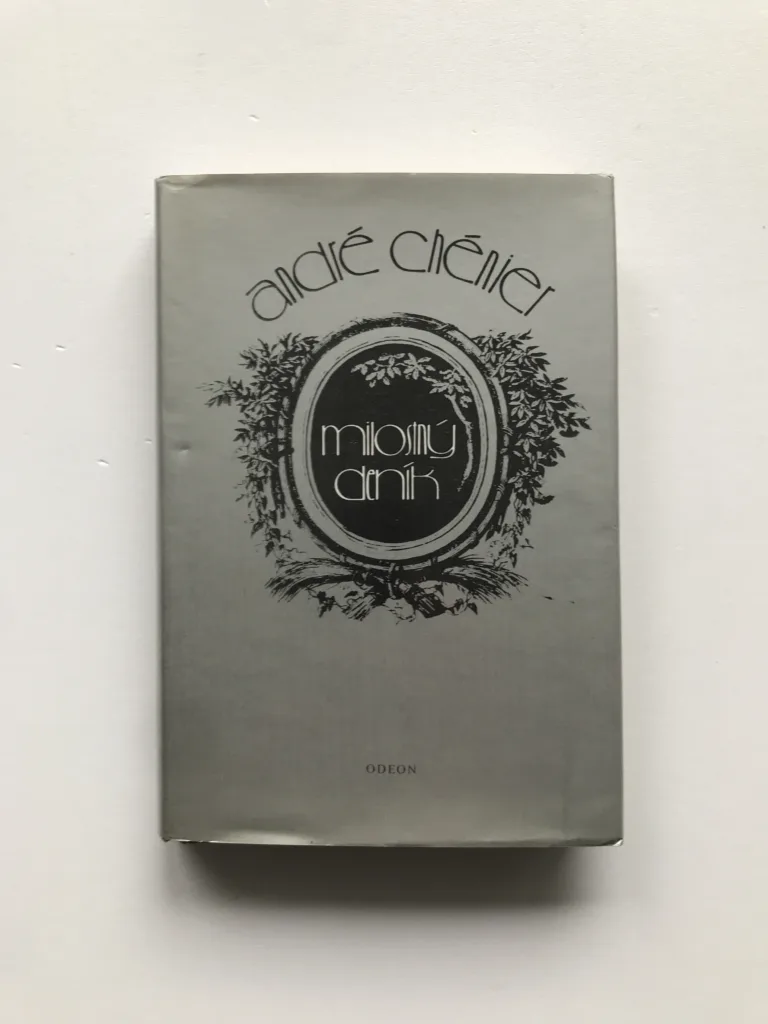 andré chénier
milostný
deník
ODEON